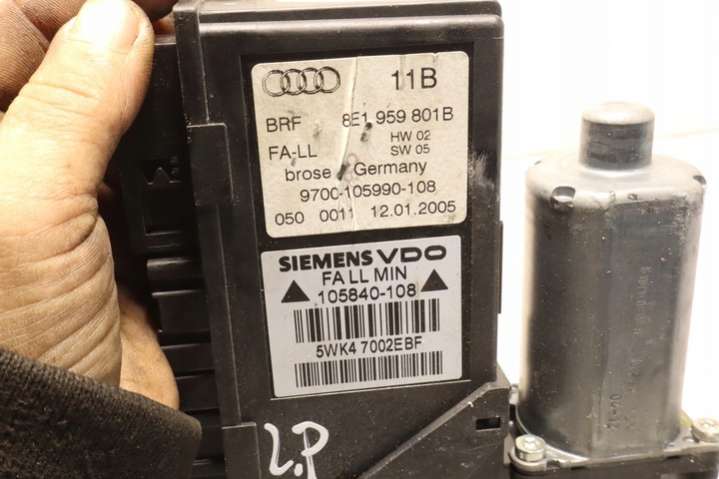 11B
BRF 8E1 959 801B
FA-LL HW 02
SW 05
brose Germany
9700-105990-108
050 0011 12.01.2005
SIEMENS VDO
FA LL MIN
105840-108
5WK4 7002EBF
L.P